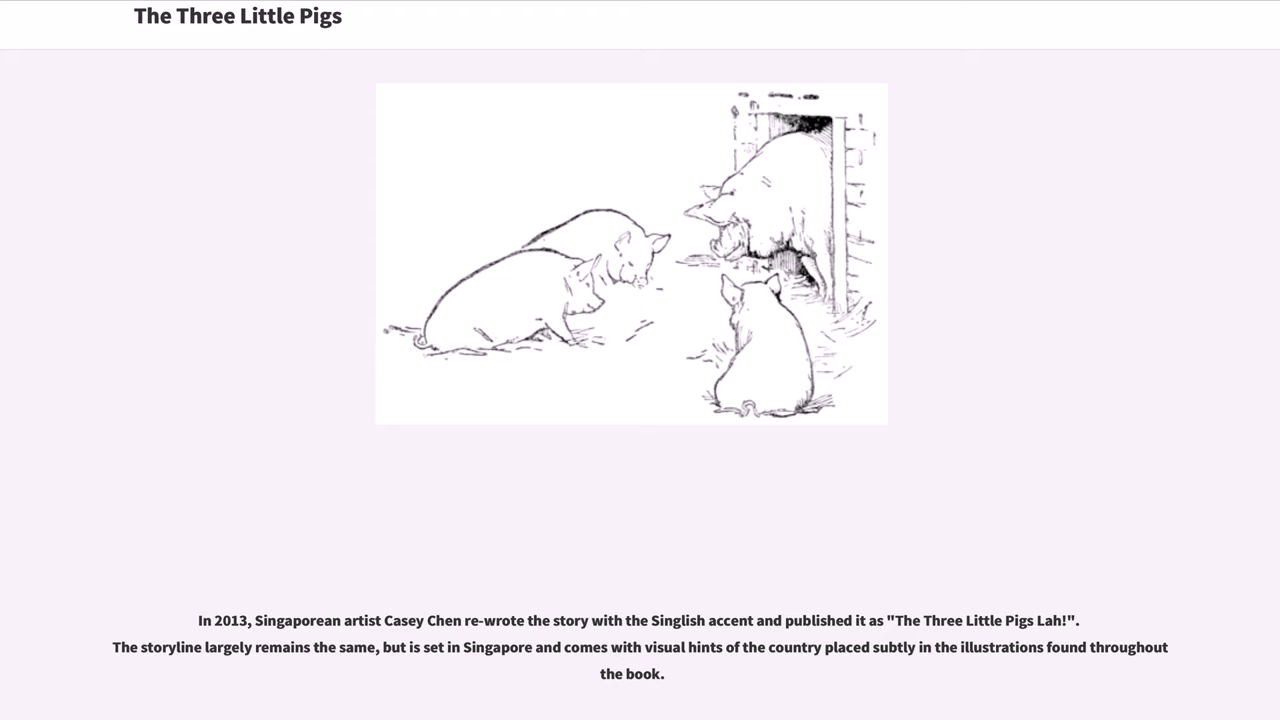 The Three Little Pigs
In 2013, Singaporean artist Casey Chen re-wrote the story with the Singlish accent and published it as "The Three Little Pigs Lah!".
The storyline largely remains the same, but is set in Singapore and comes with visual hints of the country placed subtly in the illustrations found throughout
the book.